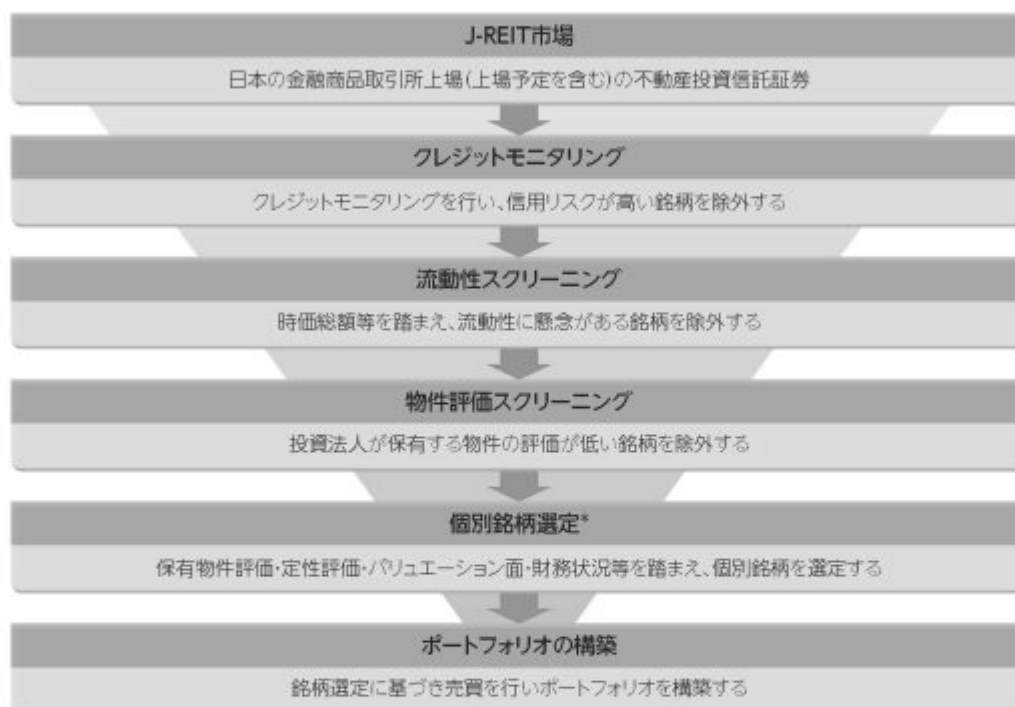 J-REIT市場
日本の金融商品取引所上場(上場予定を含む)の不動産投資信託証券
クレジットモニタリング
クレジットモニタリングを行い、信用リスクが高い銘柄を除外する
流動性スクリーニング
時価総額等を踏まえ、流動性に懸念がある銘柄を除外する
物件評価スクリーニング
投資法人が保有する物件の評価が低い銘柄を除外する
個別銘柄選定*
保有物件評価・定性評価・バリュエーション面・財務状況等を踏まえ、個別銘柄を選定する
ポートフォリオの構築
銘柄選定に基づき売買を行いポートフォリオを構築する